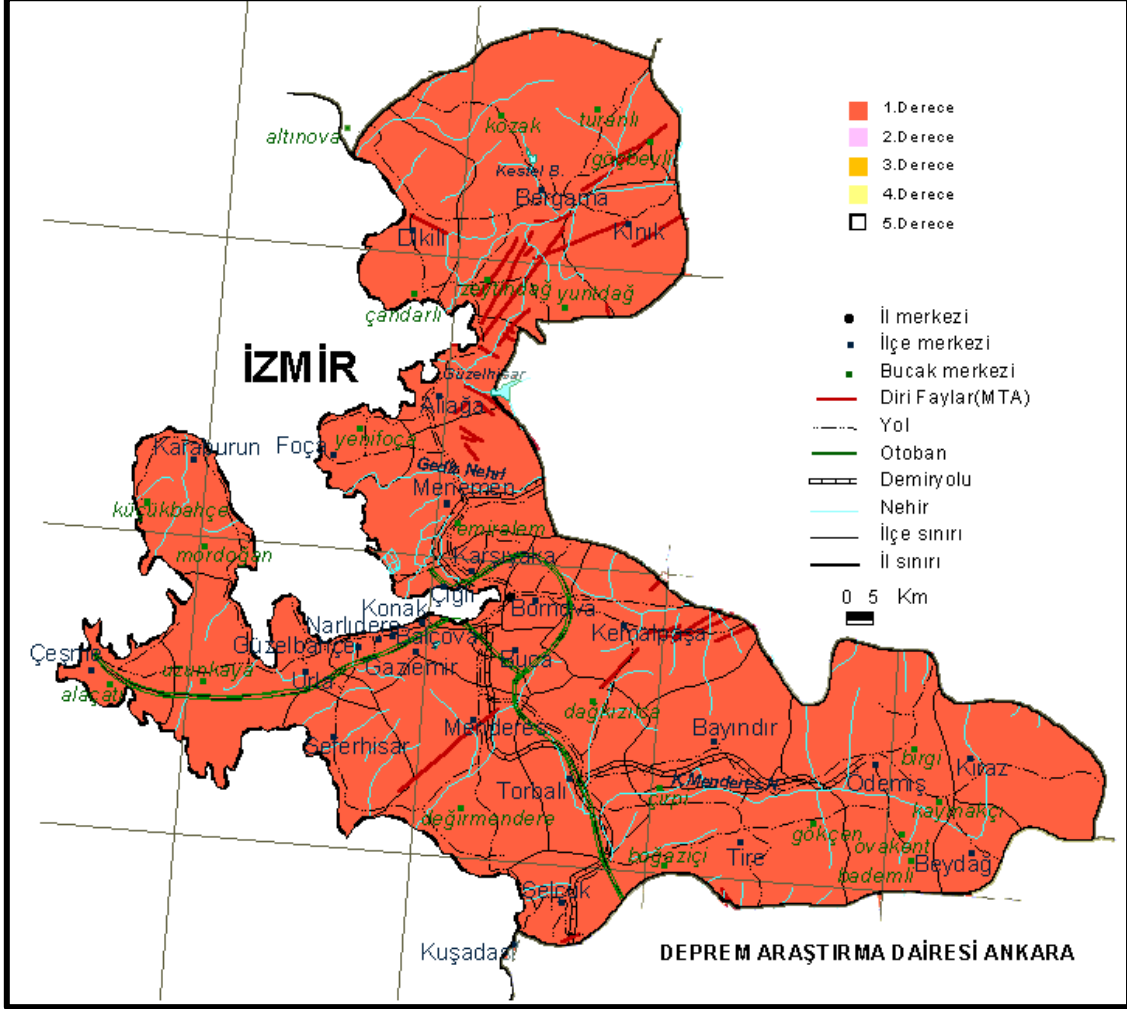 altınova
kozak
turanlı
göçbeyli
Kestel B.
Bergama
Dikili
Kınık
zeytindağ
yuntdağ
çandarlı
İZMİR
Güzelhisar
Aliağa
Karaburun
Foça
yenifoça
Gediz Nehri
Menemen
küçükbahçe
emiralem
mordoğan
Karşıyaka
Çiğli
Konak
Bornova
Narlıdere
Balçova
Kemalpaşa
Güzelbahçe
Gaziemir
Buca
Çeşme
uzunkaya
Urla
alaçatı
dağkızılca
Menderes
Bayındır
Seferhisar
birgi
Kiraz
Ödemiş
K.Menderes N.
Torbalı
çırpı
kaymakçı
değirmendere
gökçen
ovakent
boğaziçi
Tire
bademli
Beydağ
Selçuk
Kuşadası
1.Derece
2.Derece
3.Derece
4.Derece
5.Derece
İl merkezi
İlçe merkezi
Bucak merkezi
Diri Faylar(MTA)
Yol
Otoban
Demiryolu
Nehir
İlçe sınırı
İl sınırı
0 5 Km
DEPREM ARAŞTIRMA DAİRESİ ANKARA